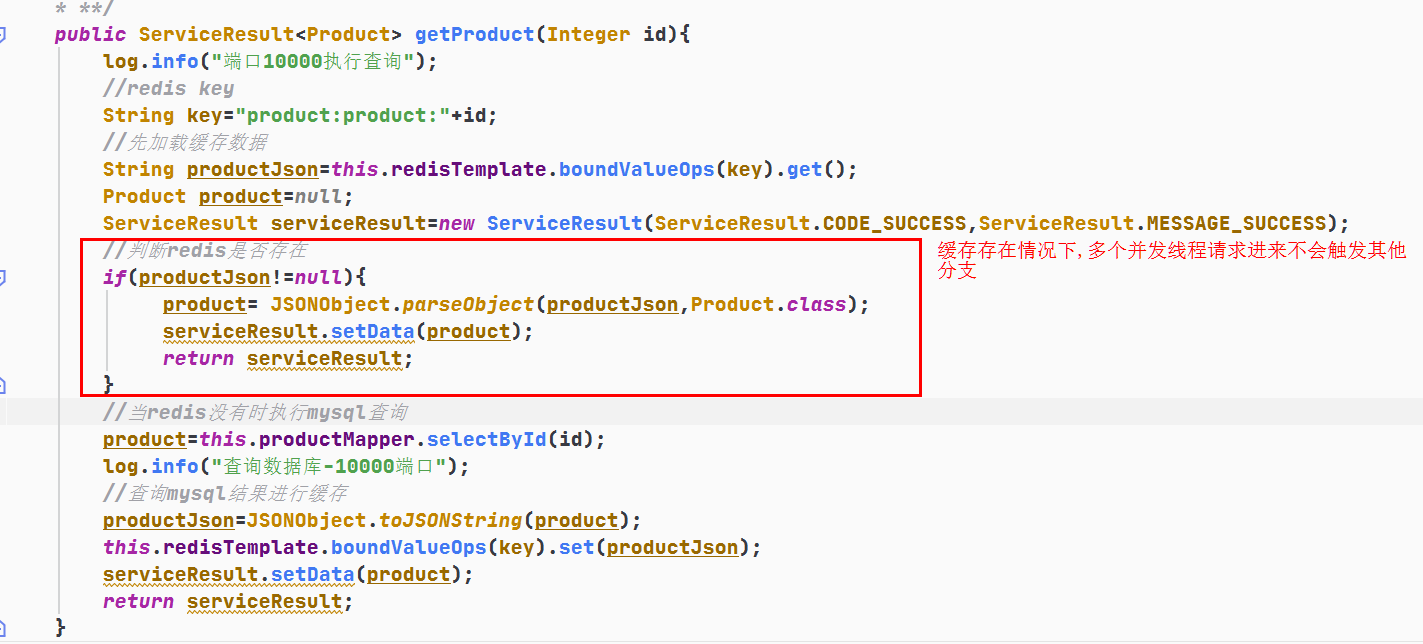 * **/
public ServiceResult<Product> getProduct(Integer id){
log.info("端口10000执行查询");
//redis key
String key="product:product:"+id;
//先加载缓存数据
String productJson=this.redisTemplate.boundValueOps(key).get();
Product product=null;
ServiceResult serviceResult=new ServiceResult(ServiceResult.CODE_SUCCESS,ServiceResult.MESSAGE_SUCCESS);
//判断redis是否存在
缓存存在情况下,多个并发线程请求进来不会触发其他
分支
if(productJson!=null){
product= JSONObject.parseObject(productJson,Product.class);
serviceResult.setData(product);
return serviceResult;
}
//当redis没有时执行mysql查询
product=this.productMapper.selectById(id);
log.info("查询数据库-10000端口");
//查询mysql结果进行缓存
productJson=JSONObject.toJSONString(product);
this.redisTemplate.boundValueOps(key).set(productJson);
serviceResult.setData(product);
return serviceResult;
}